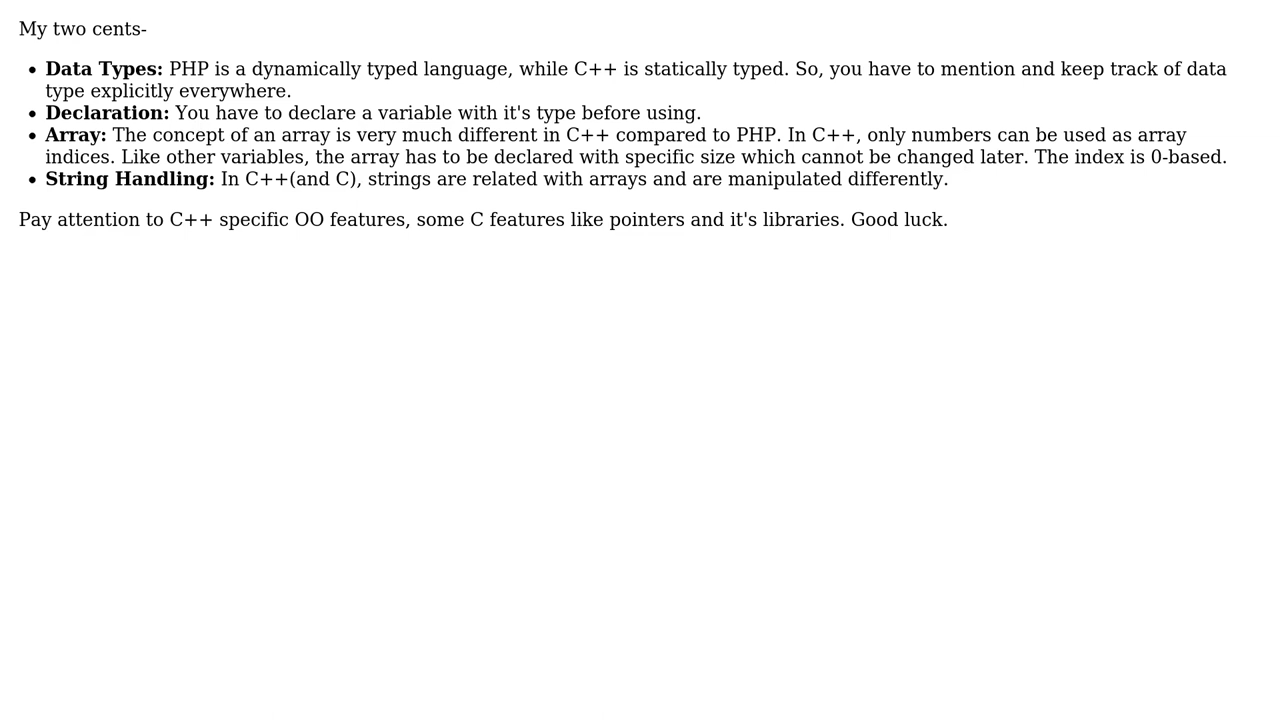 My two cents-
• Data Types: PHP is a dynamically typed language, while C++ is statically typed. So, you have to mention and keep track of data
type explicitly everywhere.
• Declaration: You have to declare a variable with it's type before using.
• Array: The concept of an array is very much different in C++ compared to PHP. In C++, only numbers can be used as array
indices. Like other variables, the array has to be declared with specific size which cannot be changed later. The index is 0-based.
• String Handling: In C++(and C), strings are related with arrays and are manipulated differently.
Pay attention to C++ specific OO features, some C features like pointers and it's libraries. Good luck.